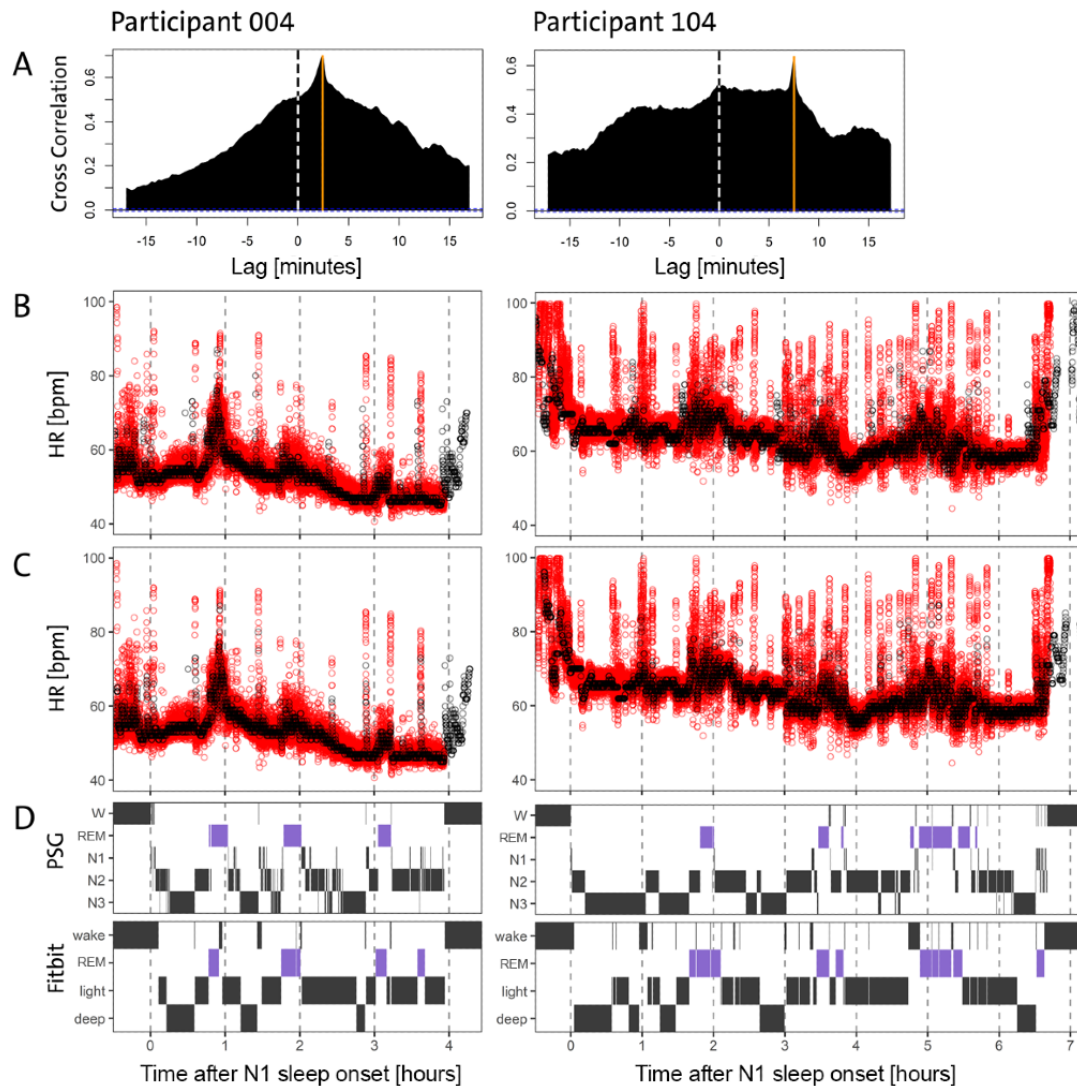 Participant 004
Participant 104
A
Cross Correlation
0.0 0.2 0.4 0.6
-15 -10 -5 0 5 10 15
Lag [minutes]
0.0 0.2 0.4 0.6
-15 -10 -5 0 5 10 15
Lag [minutes]
B
HR [bpm]
100
80
60
40
HR [bpm]
100
80
60
40
C
HR [bpm]
100
80
60
40
HR [bpm]
100
80
60
40
D
PSG
W
REM
N1
N2
N3
W
REM
N1
N2
N3
Fitbit
wake
REM
light
deep
wake
REM
light
deep
0 1 2 3 4
Time after N1 sleep onset [hours]
0 1 2 3 4 5 6 7
Time after N1 sleep onset [hours]